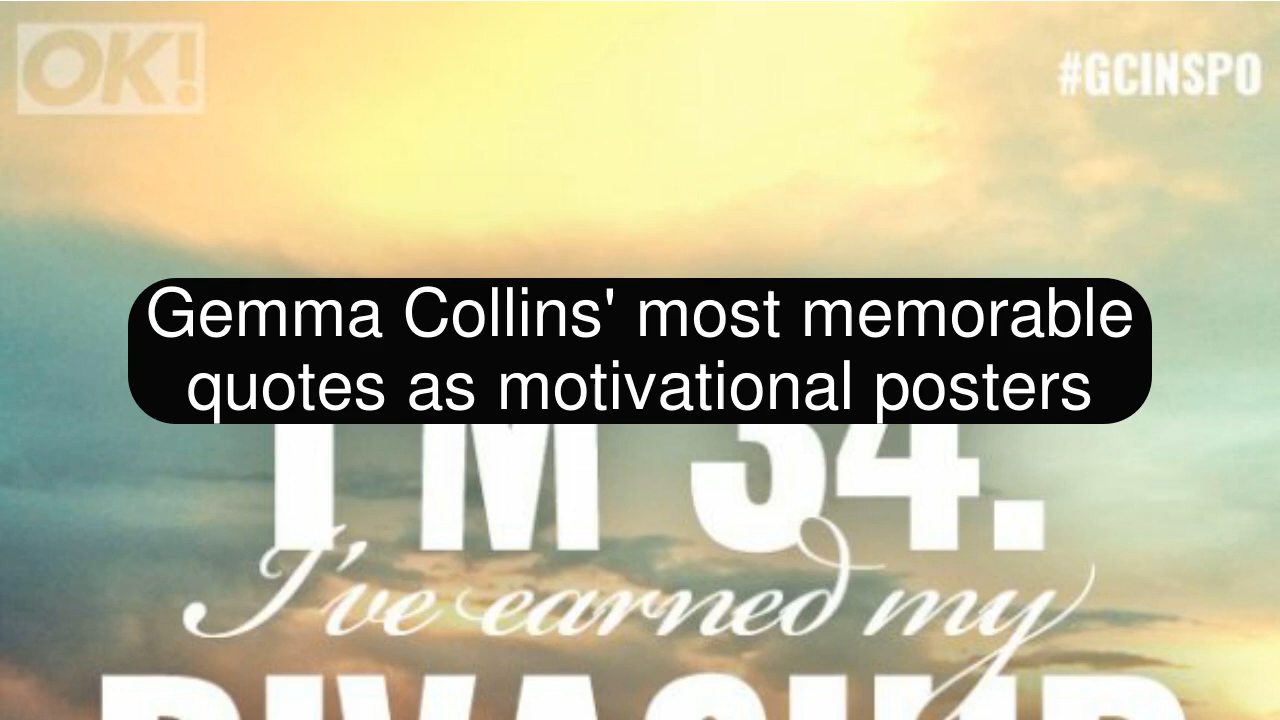 OK!
#GCINSPO
Gemma Collins' most memorable
quotes as motivational posters
I'M 34.
I've earned my